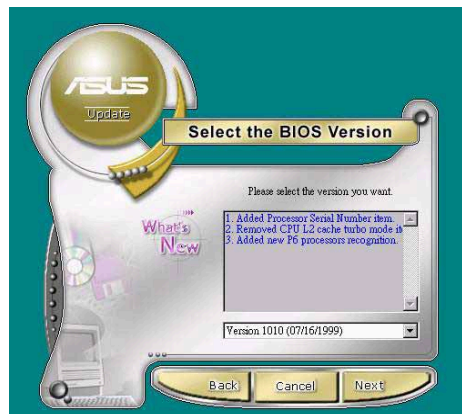 ASUS
Update
Select the BIOS Version
Please select the version you want.
What's New
1. Added Processor Serial Number item.
2. Removed CPU L2 cache turbo mode it
3. Added new P6 processors recognition.
Version 1010 (07/16/1999)
Back
Cancel
Next